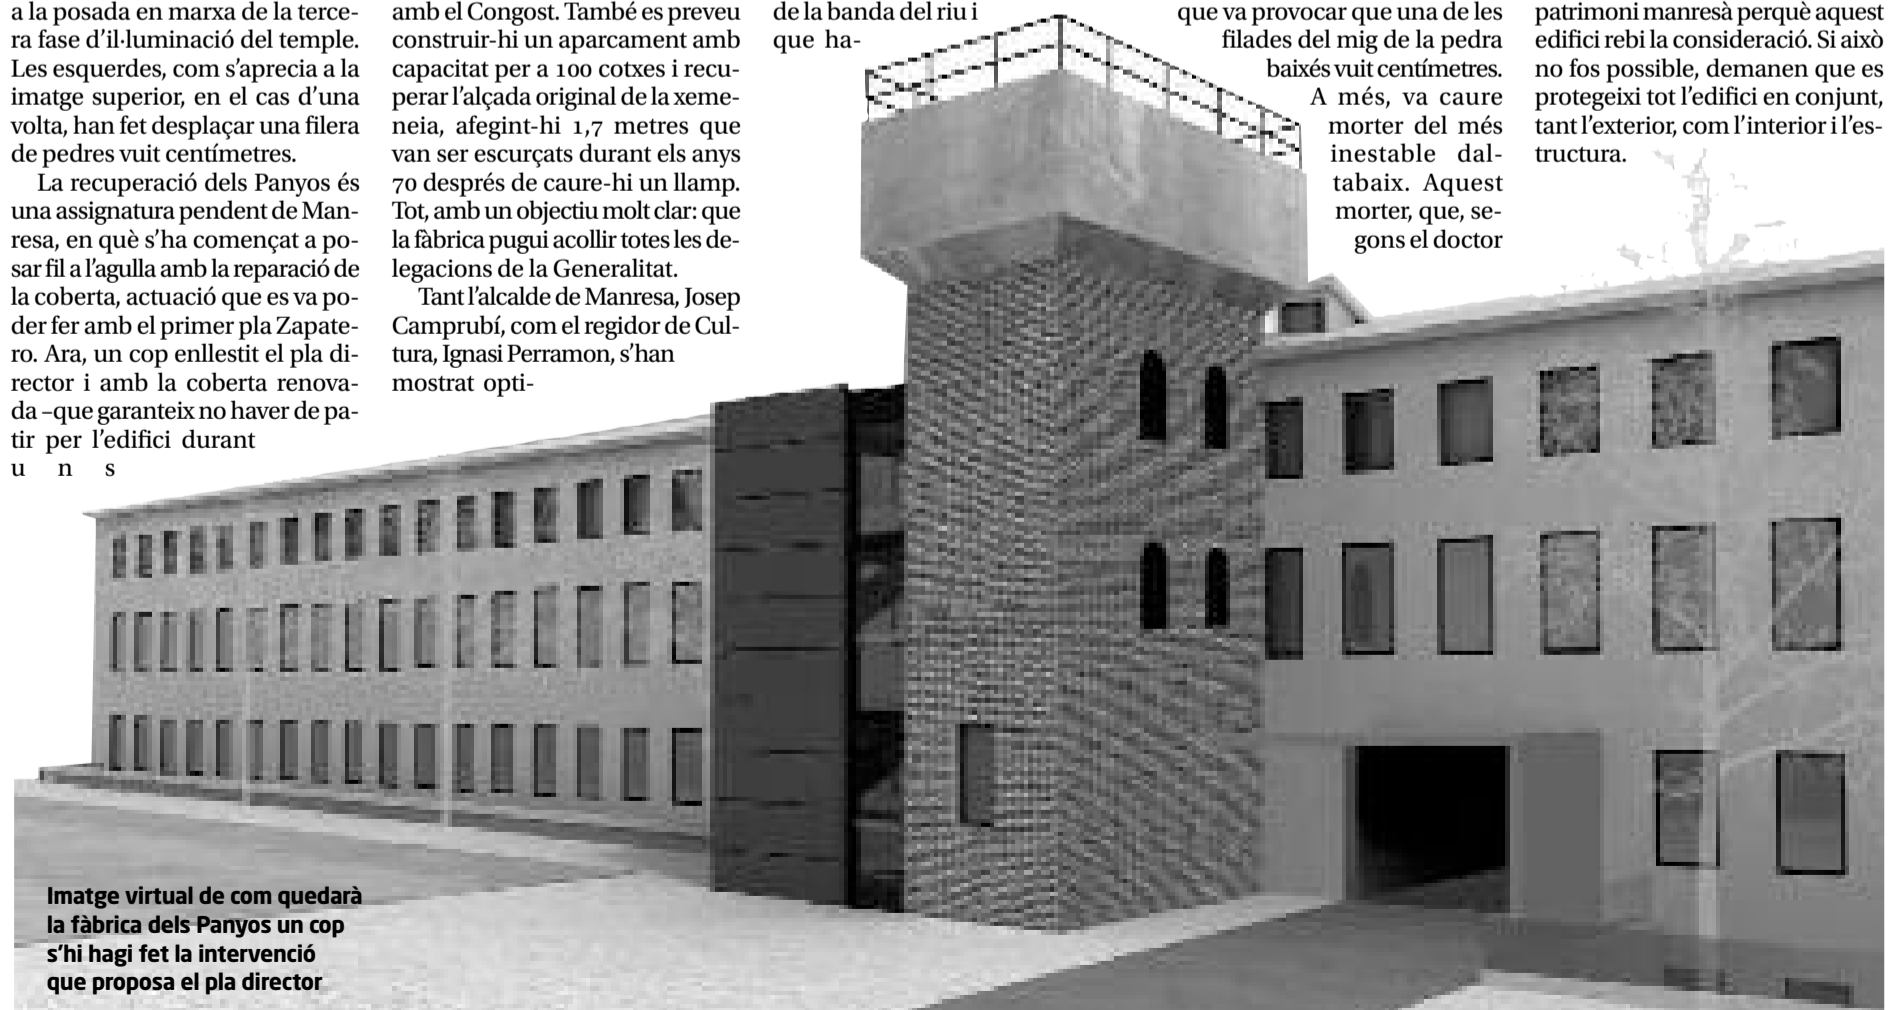 a la posada en marxa de la terce-
ra fase d'il·luminació del temple.
Les esquerdes, com s'aprecia a la
imatge superior, en el cas d'una
volta, han fet desplaçar una filera
de pedres vuit centímetres.
La recuperació dels Panyos és
una assignatura pendent de Man-
resa, en què s'ha començat a po-
sar fil a l'agulla amb la reparació de
la coberta, actuació que es va po-
der fer amb el primer pla Zapate-
ro. Ara, un cop enllestit el pla di-
rector i amb la coberta renova-
da –que garanteix no haver de pa-
tir per l'edifici durant
u n s
amb el Congost. També es preveu
construir-hi un aparcament amb
capacitat per a 100 cotxes i recu-
perar l'alçada original de la xeme-
neia, afegint-hi 1,7 metres que
van ser escurçats durant els anys
70 després de caure-hi un llamp.
Tot, amb un objectiu molt clar: que
la fàbrica pugui acollir totes les de-
legacions de la Generalitat.
Tant l'alcalde de Manresa, Josep
Camprubí, com el regidor de Cul-
tura, Ignasi Perramon, s'han
mostrat opti-
de la banda del riu i
que ha-
que va provocar que una de les
filades del mig de la pedra
baixés vuit centímetres.
A més, va caure
morter del més
inestable dal-
tabaix. Aquest
morter, que, se-
gons el doctor
patrimoni manresà perquè aquest
edifici rebi la consideració. Si això
no fos possible, demanen que es
protegeixi tot l'edifici en conjunt,
tant l'exterior, com l'interior i l'es-
tructura.
Imatge virtual de com quedarà
la fàbrica dels Panyos un cop
s'hi hagi fet la intervenció
que proposa el pla director